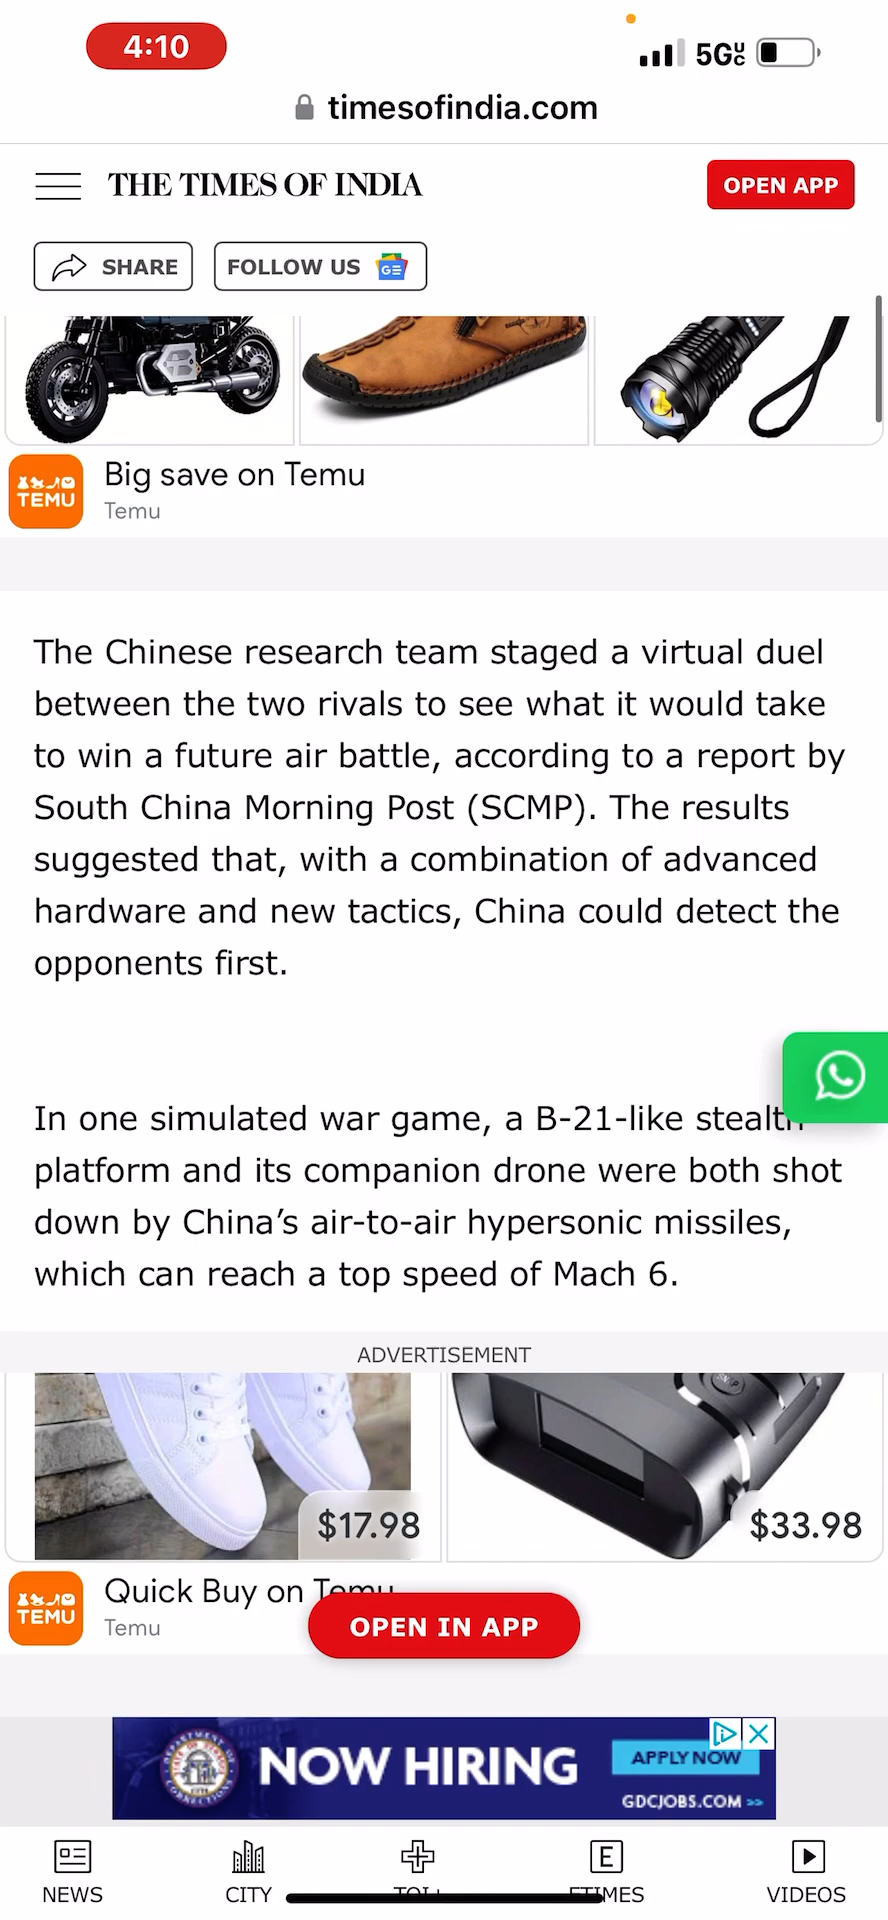 4:10
5G UC
timesofindia.com
THE TIMES OF INDIA
OPEN APP
SHARE
FOLLOW US
GE
TEMU
Big save on Temu
Temu
The Chinese research team staged a virtual duel
between the two rivals to see what it would take
to win a future air battle, according to a report by
South China Morning Post (SCMP). The results
suggested that, with a combination of advanced
hardware and new tactics, China could detect the
opponents first.
In one simulated war game, a B-21-like stealth
platform and its companion drone were both shot
down by China’s air-to-air hypersonic missiles,
which can reach a top speed of Mach 6.
ADVERTISEMENT
$17.98
$33.98
TEMU
Quick Buy on Temu
Temu
OPEN IN APP
NOW HIRING
APPLY NOW
GDCJOBS.COM >>
NEWS
CITY
TOI+
ETIMES
VIDEOS